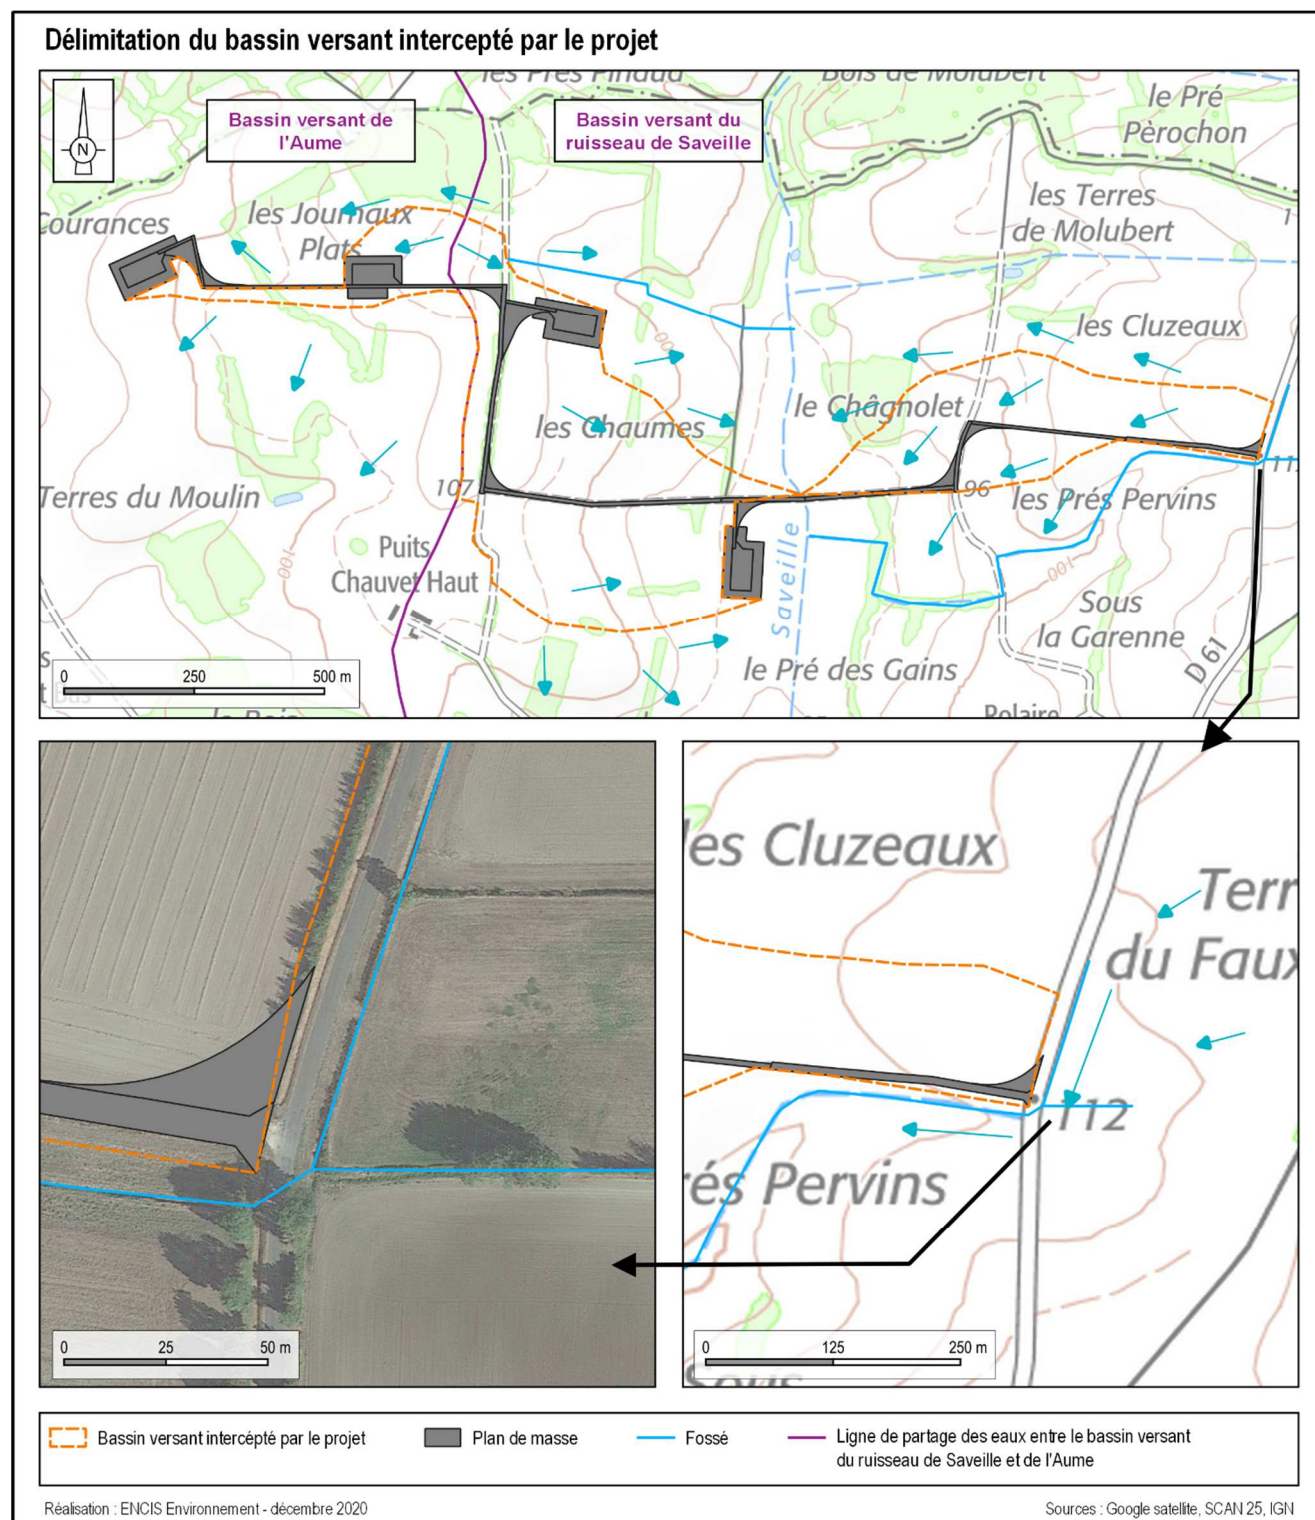 Délimitation du bassin versant intercepté par le projet
les Prés Pinaud
Bois de Molubert
le Pré
Pèrochon
Bassin versant de
l'Aume
Bassin versant du
ruisseau de Saveille
N
Courances
les Journaux
Plats
les Terres
de Molubert
1
les Cluzeaux
100
le Châgnolet
les Chaumes
107
96
11
Terres du Moulin
les Prés Pervins
Puits
Chauvet Haut
100
Saveille
100
Sous
la Garenne
le Pré des Gains
D 61
0 250 500 m
Polaire
les Cluzeaux
Terr
du Faux
112
rés Pervins
0 25 50 m
0 125 250 m
Sous
Bassin versant intercépté par le projet
Plan de masse
Fossé
Ligne de partage des eaux entre le bassin versant
du ruisseau de Saveille et de l'Aume
Réalisation : ENCIS Environnement - décembre 2020
Sources : Google satellite, SCAN 25, IGN